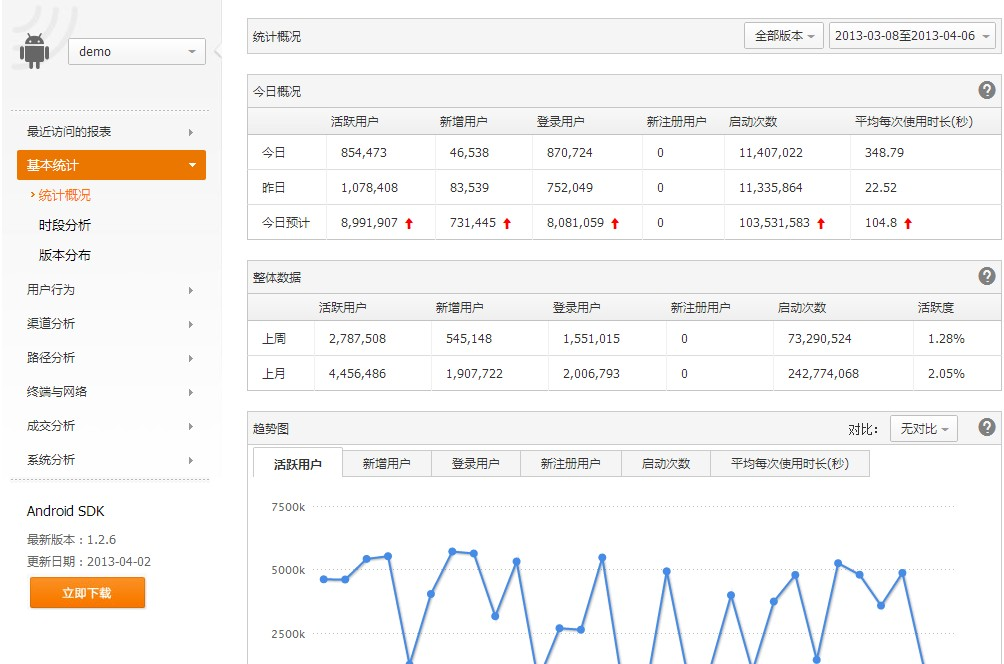 demo
最近访问的报表
基本统计
统计概况
时段分析
版本分布
用户行为
渠道分析
路径分析
终端与网络
成交分析
系统分析
Android SDK
最新版本：1.2.6
更新日期：2013-04-02
立即下载
统计概况 全部版本 2013-03-08至2013-04-06
今日概况 ?
活跃用户 新增用户 登录用户 新注册用户 启动次数 平均每次使用时长(秒)
今日 854,473 46,538 870,724 0 11,407,022 348.79
昨日 1,078,408 83,539 752,049 0 11,335,864 22.52
今日预计 8,991,907 731,445 8,081,059 0 103,531,583 104.8
整体数据 ?
活跃用户 新增用户 登录用户 新注册用户 启动次数 活跃度
上周 2,787,508 545,148 1,551,015 0 73,290,524 1.28%
上月 4,456,486 1,907,722 2,006,793 0 242,774,068 2.05%
趋势图 对比： 无对比 ?
活跃用户 新增用户 登录用户 新注册用户 启动次数 平均每次使用时长(秒)
7500k
5000k
2500k